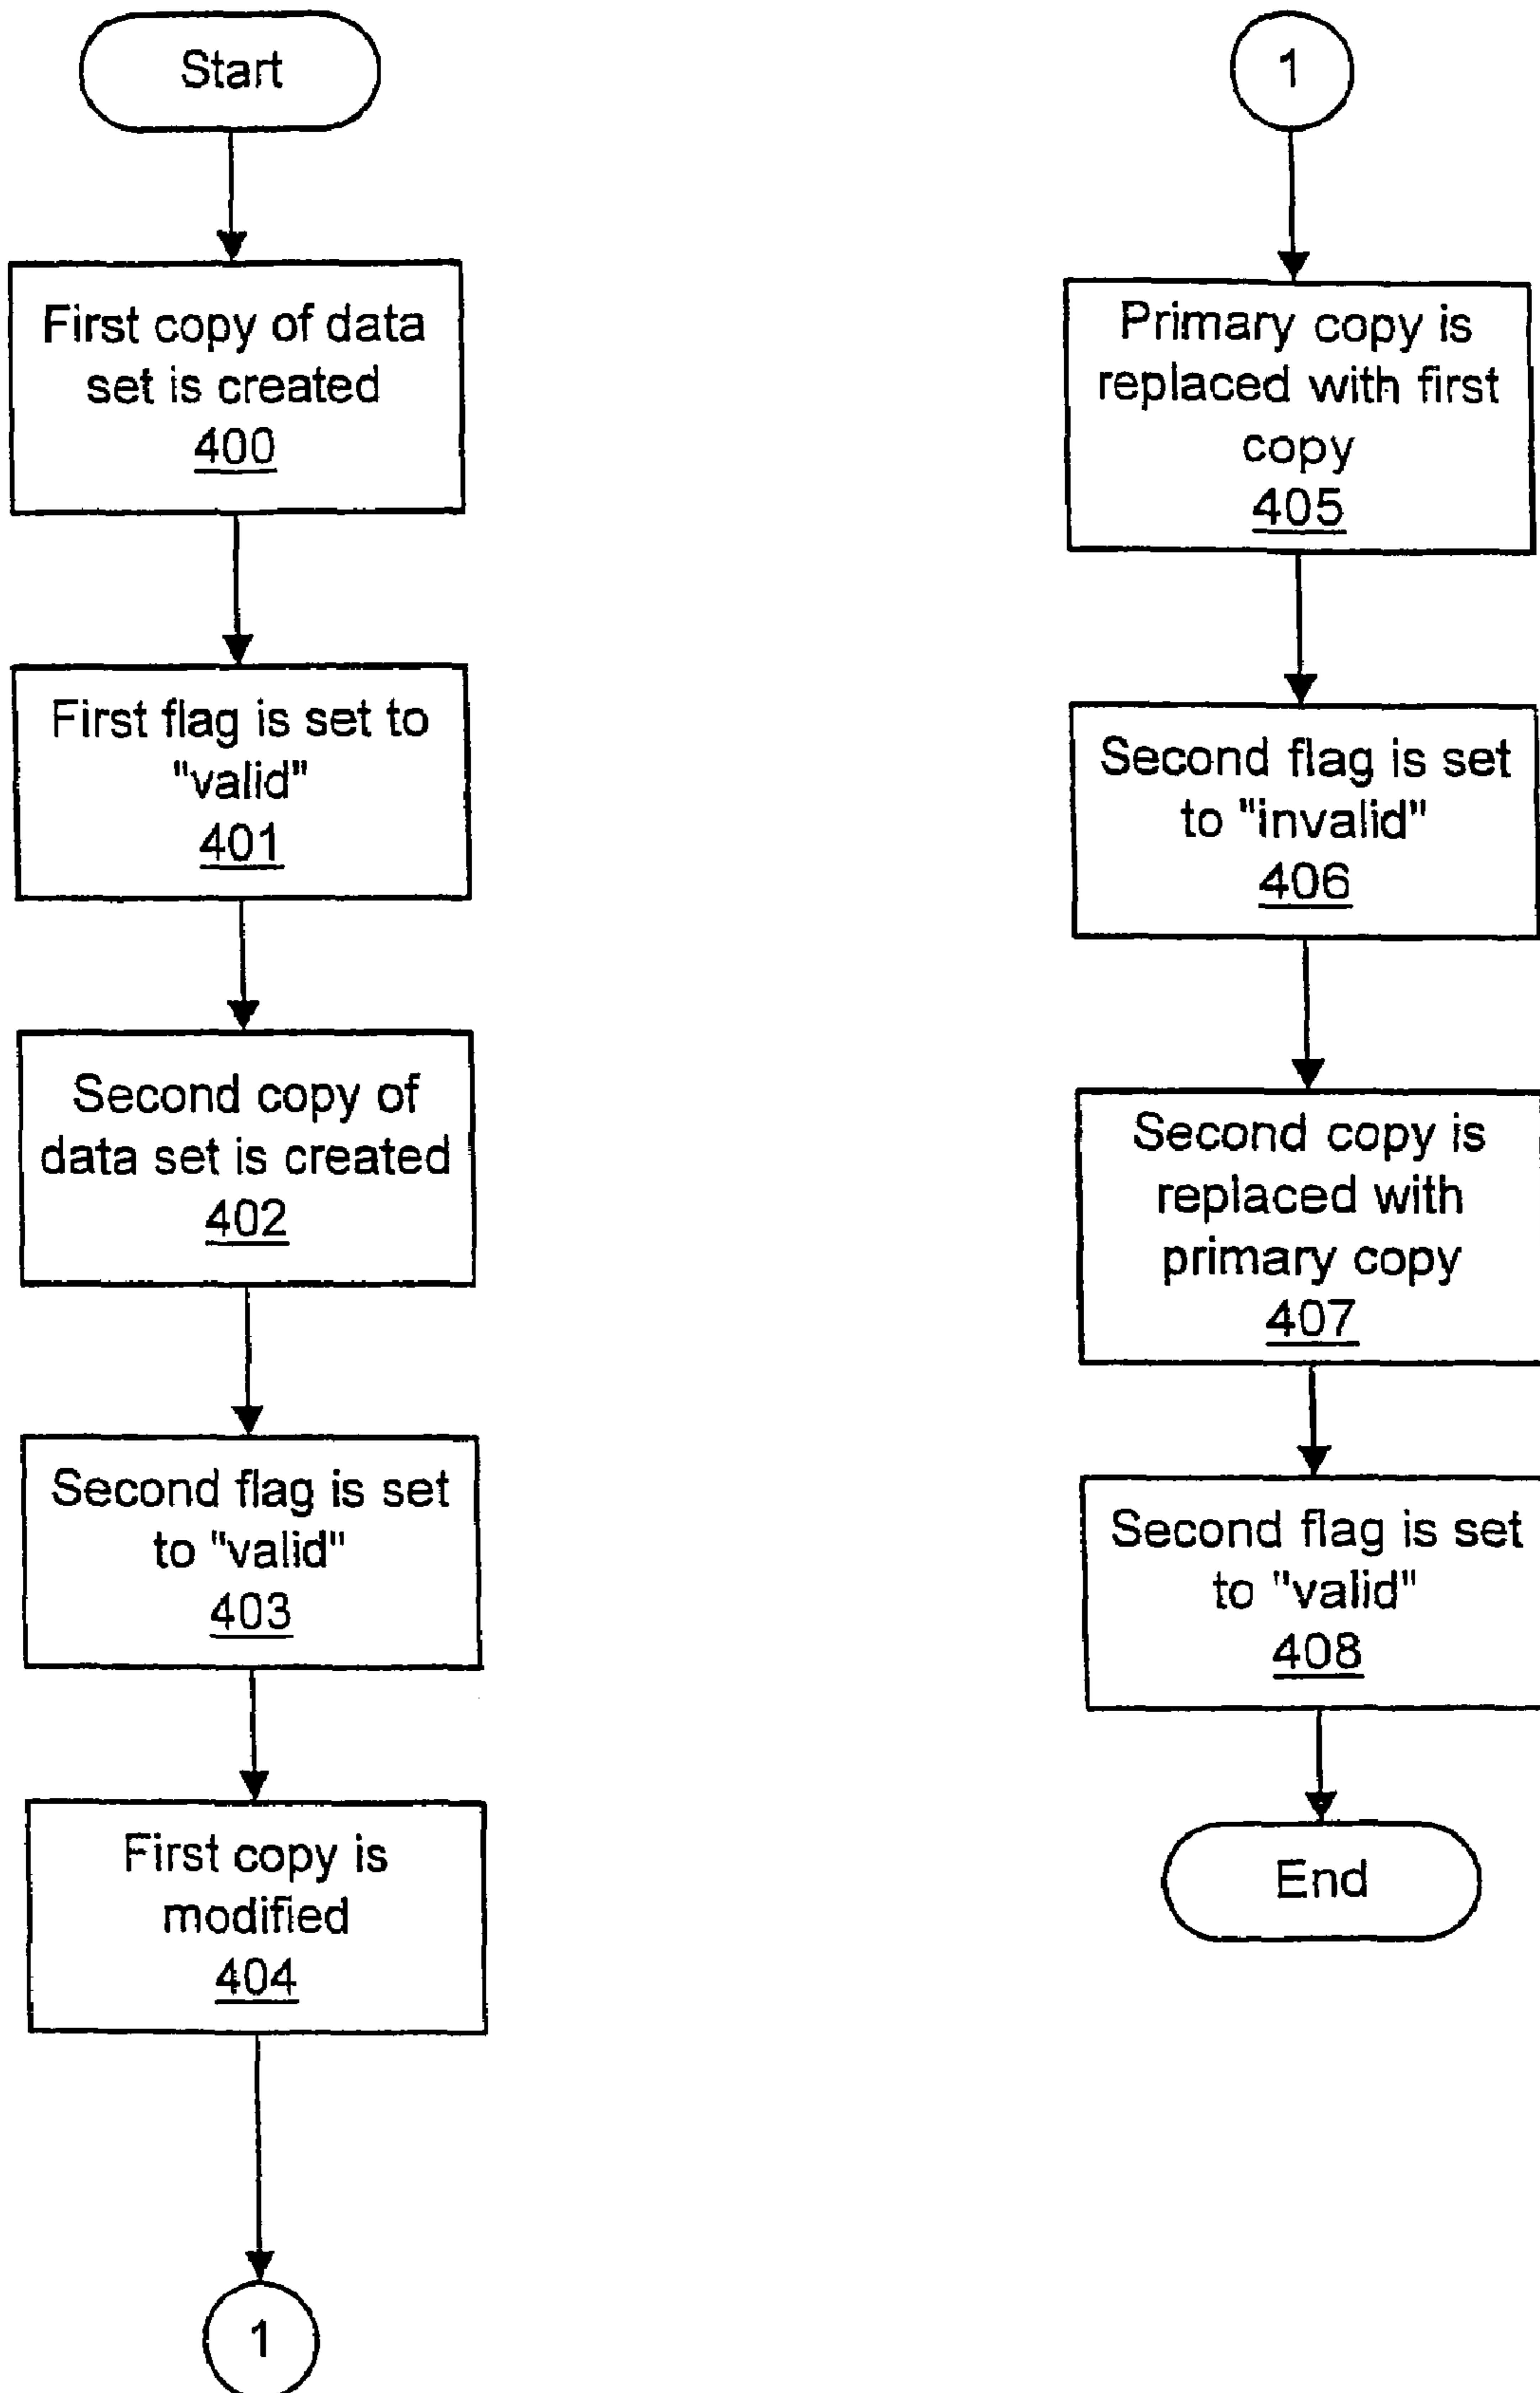 Start
First copy of data
set is created
400
First flag is set to
"valid"
401
Second copy of
data set is created
402
Second flag is set
to "valid"
403
First copy is
modified
404
1
1
Primary copy is
replaced with first
copy
405
Second flag is set
to "invalid"
406
Second copy is
replaced with
primary copy
407
Second flag is set
to "valid"
408
End